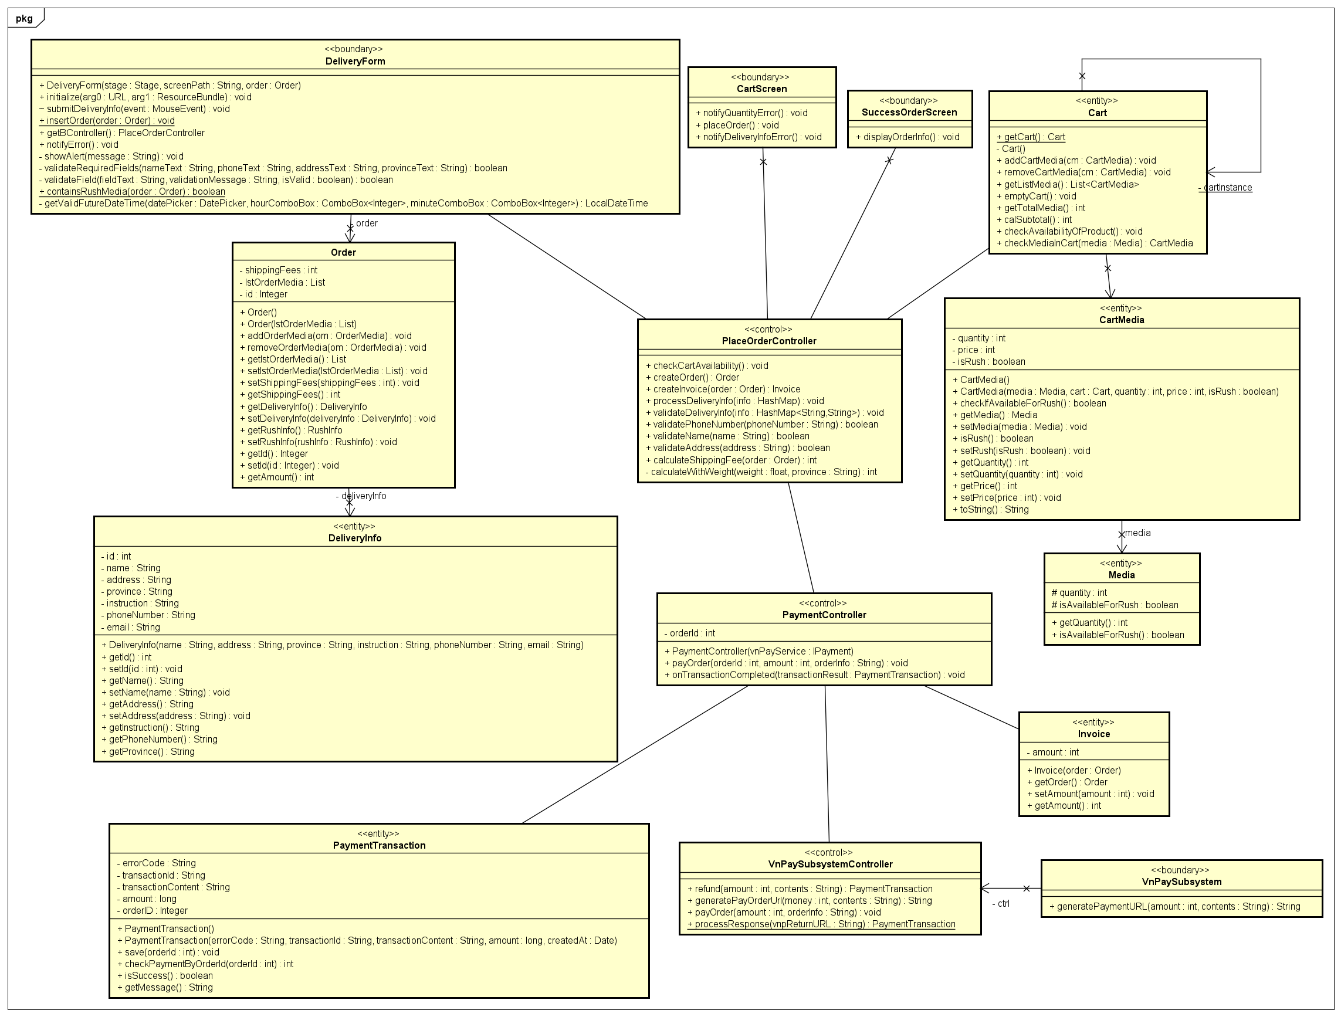 pkg
<<boundary>>
DeliveryForm
+ DeliveryForm(stage : Stage, screenPath : String, order : Order)
+ initialize(arg0 : URL, arg1 : ResourceBundle) : void
~ submitDeliveryInfo(event : MouseEvent) : void
+ insertOrder(order : Order) : void
+ getBController() : PlaceOrderController
+ notifyError() : void
- showAlert(message : String) : void
- validateRequiredFields(nameText : String, phoneText : String, addressText : String, provinceText : String) : boolean
- validateField(fieldText : String, validationMessage : String, isValid : boolean) : boolean
+ containsRushMedia(order : Order) : boolean
- getValidFutureDateTime(datePicker : DatePicker, hourComboBox : ComboBox<Integer>, minuteComboBox : ComboBox<Integer>) : LocalDateTime
<<boundary>>
CartScreen
+ notifyQuantityError() : void
+ placeOrder() : void
+ notifyDeliveryInfoError() : void
<<boundary>>
SuccessOrderScreen
+ displayOrderInfo() : void
<<entity>>
Cart
+ getCart() : Cart
- Cart()
+ addCartMedia(cm : CartMedia) : void
+ removeCartMedia(cm : CartMedia) : void
+ getListMedia() : List<CartMedia>
+ emptyCart() : void
+ getTotalMedia() : int
+ calSubtotal() : int
+ checkAvailabilityOfProduct() : void
+ checkMediaInCart(media : Media) : CartMedia
- cartInstance
order
Order
- shippingFees : int
- lstOrderMedia : List
- id : Integer
+ Order()
+ Order(lstOrderMedia : List)
+ addOrderMedia(om : OrderMedia) : void
+ removeOrderMedia(om : OrderMedia) : void
+ getlstOrderMedia() : List
+ setlstOrderMedia(lstOrderMedia : List) : void
+ setShippingFees(shippingFees : int) : void
+ getShippingFees() : int
+ getDeliveryInfo() : DeliveryInfo
+ setDeliveryInfo(deliveryInfo : DeliveryInfo) : void
+ getRushInfo() : RushInfo
+ setRushInfo(rushInfo : RushInfo) : void
+ getId() : Integer
+ setId(id : Integer) : void
+ getAmount() : int
- deliveryInfo
<<control>>
PlaceOrderController
+ checkCartAvailability() : void
+ createOrder() : Order
+ createInvoice(order : Order) : Invoice
+ processDeliveryInfo(info : HashMap) : void
+ validateDeliveryInfo(info : HashMap<String,String>) : void
+ validatePhoneNumber(phoneNumber : String) : boolean
+ validateName(name : String) : boolean
+ validateAddress(address : String) : boolean
+ calculateShippingFee(order : Order) : int
- calculateWithWeight(weight : float, province : String) : int
<<entity>>
CartMedia
- quantity : int
- price : int
- isRush : boolean
+ CartMedia()
+ CartMedia(media : Media, cart : Cart, quantity : int, price : int, isRush : boolean)
+ checkIfAvailableForRush() : boolean
+ getMedia() : Media
+ setMedia(media : Media) : void
+ isRush() : boolean
+ setRush(isRush : boolean) : void
+ getQuantity() : int
+ setQuantity(quantity : int) : void
+ getPrice() : int
+ setPrice(price : int) : void
+ toString() : String
media
<<entity>>
DeliveryInfo
- id : int
- name : String
- address : String
- province : String
- instruction : String
- phoneNumber : String
- email : String
+ DeliveryInfo(name : String, address : String, province : String, instruction : String, phoneNumber : String, email : String)
+ getId() : int
+ setId(id : int) : void
+ getName() : String
+ setName(name : String) : void
+ getAddress() : String
+ setAddress(address : String) : void
+ getInstruction() : String
+ getPhoneNumber() : String
+ getProvince() : String
<<entity>>
Media
# quantity : int
# isAvailableForRush : boolean
+ getQuantity() : int
+ isAvailableForRush() : boolean
<<control>>
PaymentController
- orderId : int
+ PaymentController(vnPayService : IPayment)
+ payOrder(orderId : int, amount : int, orderInfo : String) : void
+ onTransactionCompleted(transactionResult : PaymentTransaction) : void
<<entity>>
Invoice
- amount : int
+ Invoice(order : Order)
+ getOrder() : Order
+ setAmount(amount : int) : void
+ getAmount() : int
<<entity>>
PaymentTransaction
- errorCode : String
- transactionId : String
- transactionContent : String
- amount : long
- orderID : Integer
+ PaymentTransaction()
+ PaymentTransaction(errorCode : String, transactionId : String, transactionContent : String, amount : long, createdAt : Date)
+ save(orderId : int) : void
+ checkPaymentByOrderId(orderId : int) : int
+ isSuccess() : boolean
+ getMessage() : String
<<control>>
VnPaySubsystemController
+ refund(amount : int, contents : String) : PaymentTransaction
+ generatePayOrderUrl(money : int, contents : String) : String
+ payOrder(amount : int, orderInfo : String) : void
+ processResponse(vnpReturnURL : String) : PaymentTransaction
- ctrl
<<boundary>>
VnPaySubsystem
+ generatePaymentURL(amount : int, contents : String) : String